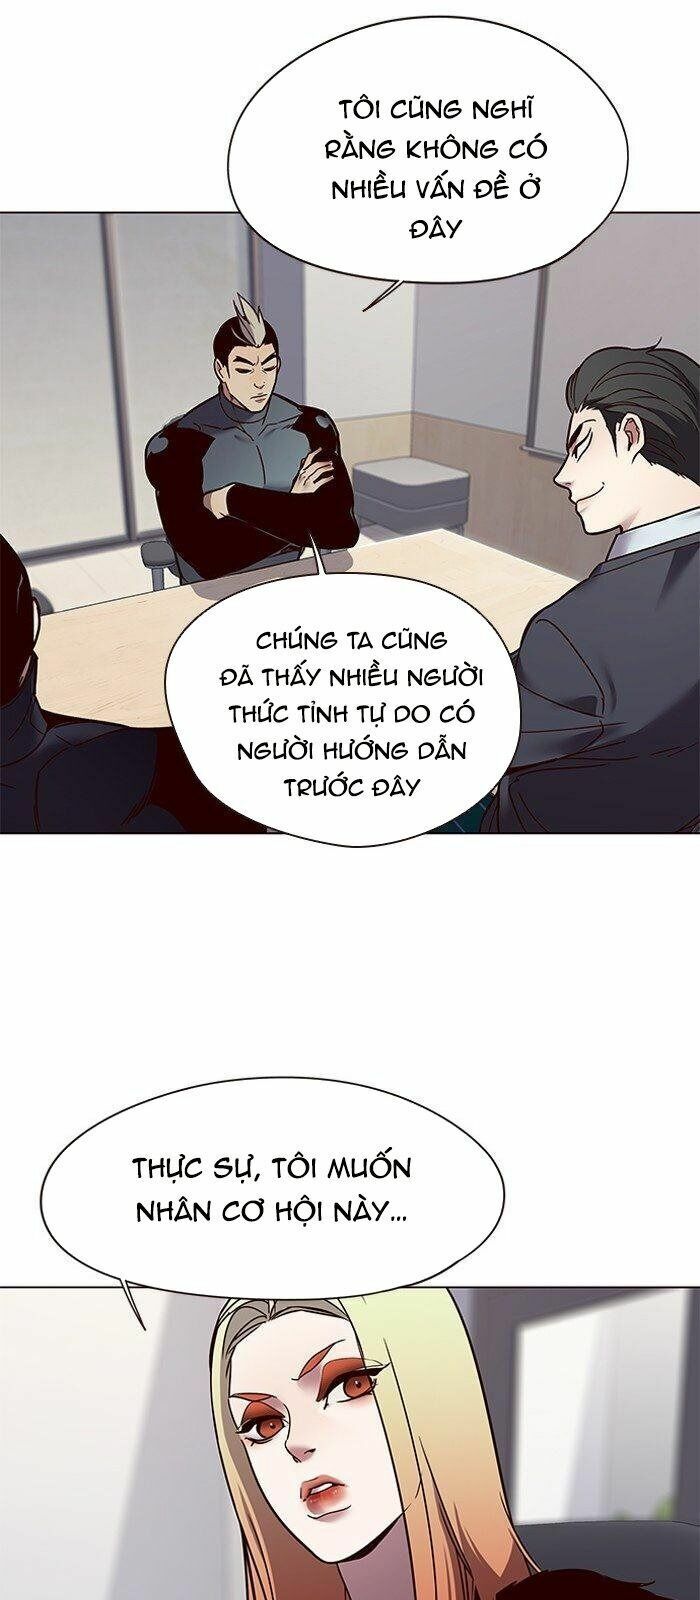 TÔI CŨNG NGHĨ
RẰNG KHÔNG CÓ
NHIỀU VẤN ĐỀ Ở
ĐÂY
CHÚNG TA CŨNG
ĐÃ THẤY NHIỀU NGƯỜI
THỨC TỈNH TỰ DO CÓ
NGƯỜI HƯỚNG DẪN
TRƯỚC ĐÂY
THỰC SỰ, TÔI MUỐN
NHÂN CƠ HỘI NÀY...